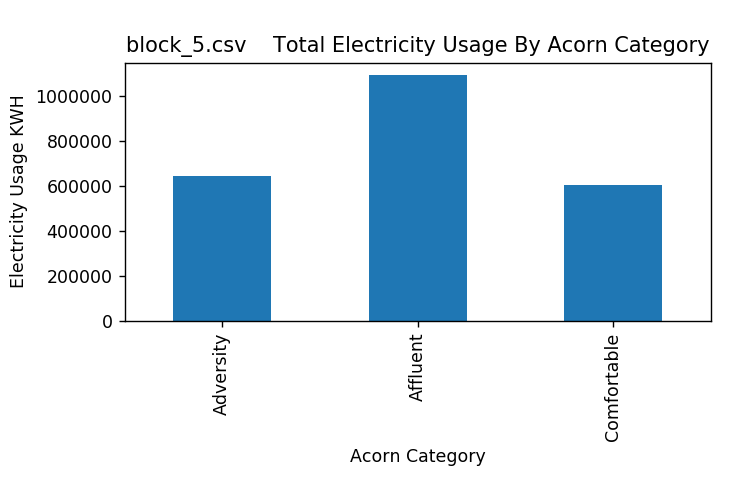 block_5.csv    Total Electricity Usage By Acorn Category
Electricity Usage KWH
1000000
800000
600000
400000
200000
0
Adversity
Affluent
Comfortable
Acorn Category